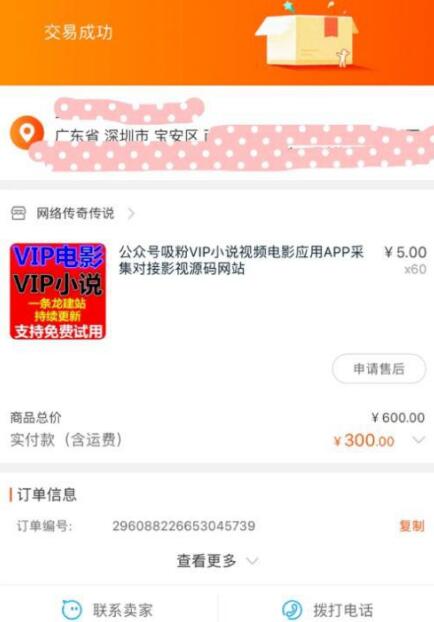 交易成功
广东省 深圳市 宝安区
网络传奇传说
VIP电影
VIP小说
一条龙建站
持续更新
支持免费试用
公众号吸粉VIP小说视频电影应用APP采
集对接影视源码网站
¥5.00
x60
申请售后
商品总价 ¥600.00
实付款（含运费） ¥300.00
订单信息
订单编号: 296088226653045739 复制
查看更多
联系卖家 拨打电话